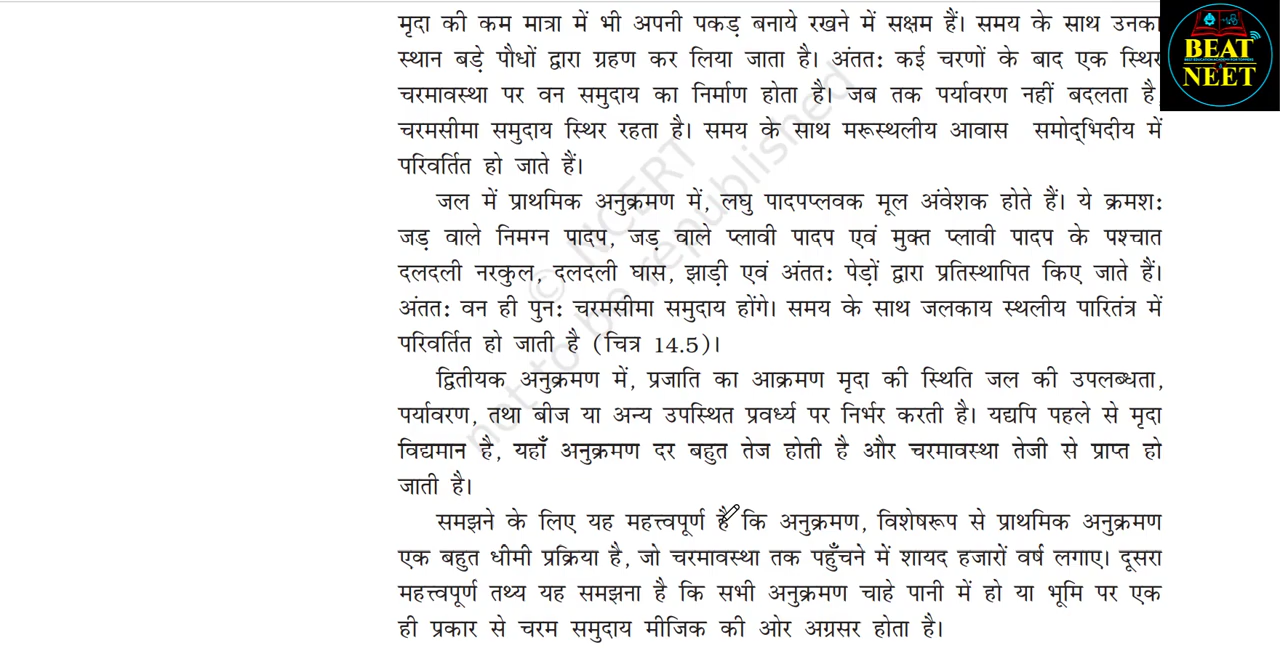 मृदा की कम मात्रा में भी अपनी पकड़ बनाये रखने में सक्षम हैं। समय के साथ उनका
स्थान बड़े पौधों द्वारा ग्रहण कर लिया जाता है। अंततः कई चरणों के बाद एक स्थिर
चरमावस्था पर वन समुदाय का निर्माण होता है। जब तक पर्यावरण नहीं बदलता है
चरमसीमा समुदाय स्थिर रहता है। समय के साथ मरूस्थलीय आवास समोद्भिदीय में
परिवर्तित हो जाते हैं।
जल में प्राथमिक अनुक्रमण में, लघु पादपप्लवक मूल अंवेशक होते हैं। ये क्रमशः
जड़ वाले निमग्न पादप, जड़ वाले प्लावी पादप एवं मुक्त प्लावी पादप के पश्चात
दलदली नरकुल, दलदली घास, झाड़ी एवं अंततः पेड़ों द्वारा प्रतिस्थापित किए जाते हैं।
अंततः वन ही पुनः चरमसीमा समुदाय होंगे। समय के साथ जलकाय स्थलीय पारितंत्र में
परिवर्तित हो जाती है (चित्र 14.5)।
द्वितीयक अनुक्रमण में, प्रजाति का आक्रमण मृदा की स्थिति जल की उपलब्धता,
पर्यावरण, तथा बीज या अन्य उपस्थित प्रवर्ध्य पर निर्भर करती है। यद्यपि पहले से मृदा
विद्यमान है, यहाँ अनुक्रमण दर बहुत तेज होती है और चरमावस्था तेजी से प्राप्त हो
जाती है।
समझने के लिए यह महत्त्वपूर्ण है कि अनुक्रमण, विशेषरूप से प्राथमिक अनुक्रमण
एक बहुत धीमी प्रक्रिया है, जो चरमावस्था तक पहुँचने में शायद हजारों वर्ष लगाए। दूसरा
महत्त्वपूर्ण तथ्य यह समझना है कि सभी अनुक्रमण चाहे पानी में हो या भूमि पर एक
ही प्रकार से चरम समुदाय मीजिक की ओर अग्रसर होता है।
© NCERT
not to be republished
BEAT
NEET